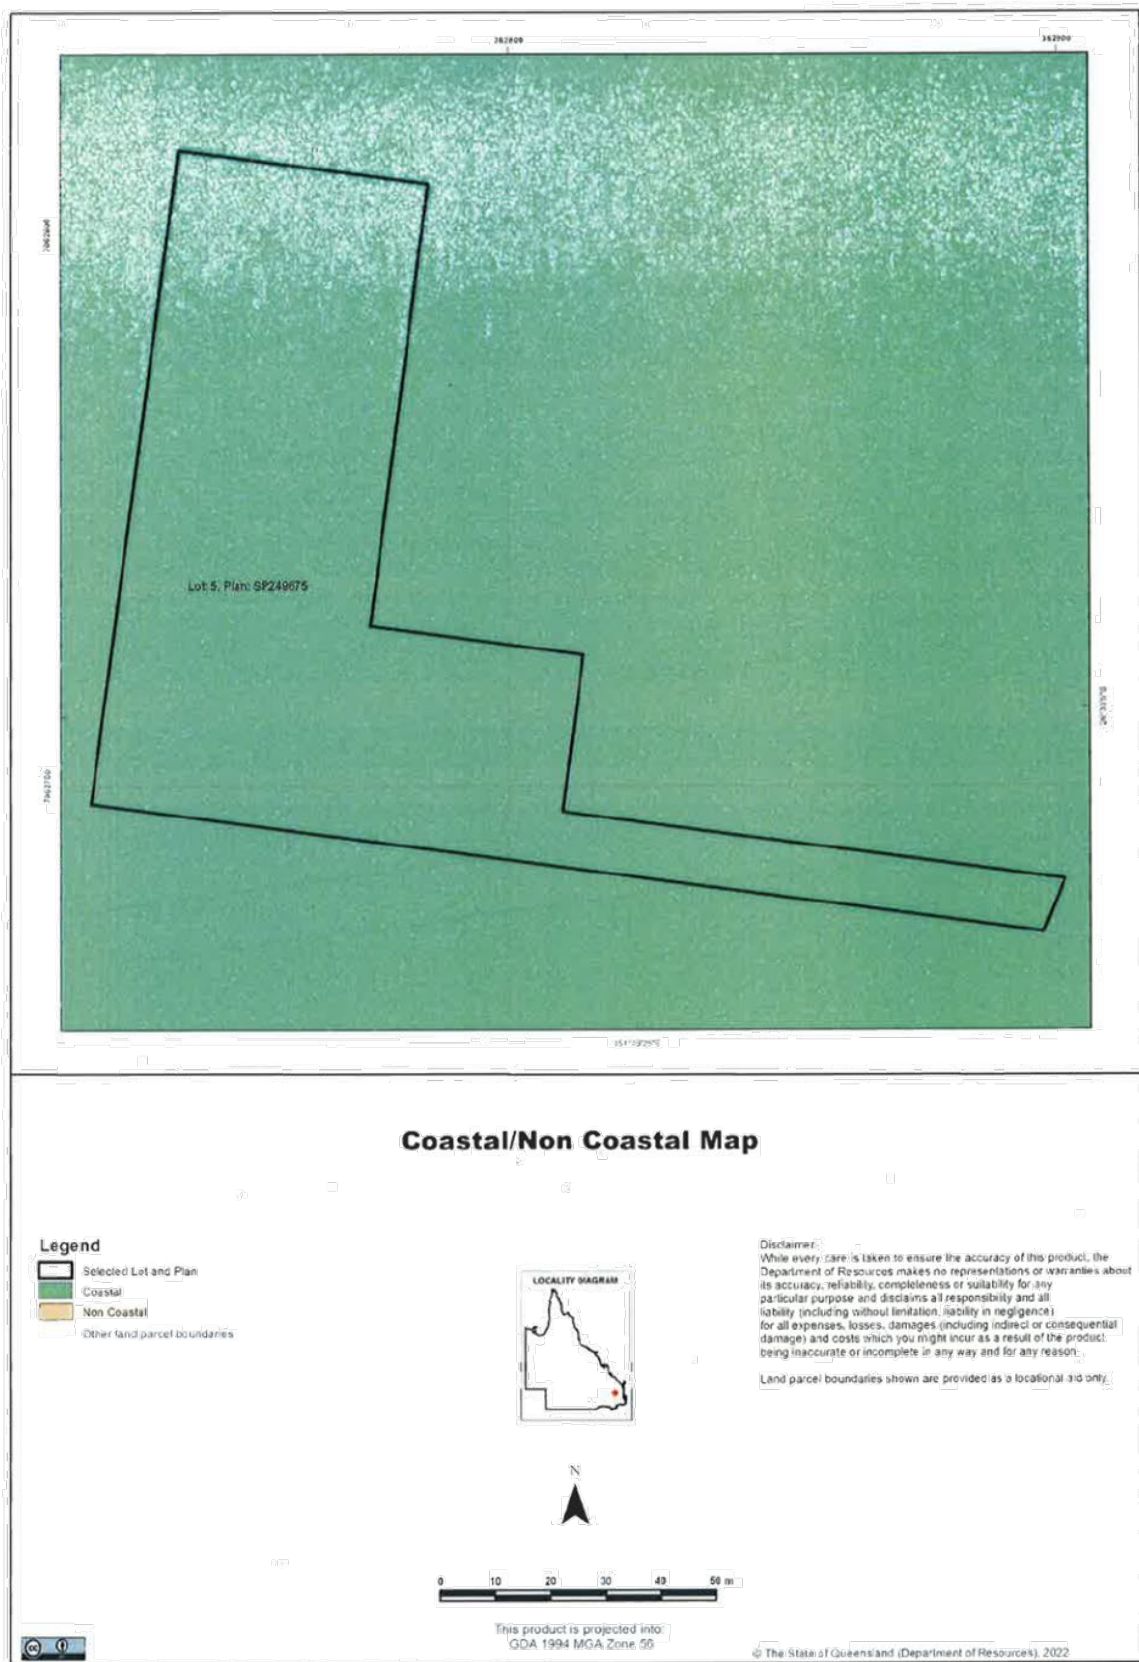 362800
362900
7062800
Lot: 5, Plan: SP249675
7062700
Coastal/Non Coastal Map
Legend
Selected Lot and Plan
Coastal
Non Coastal
Other land parcel boundaries
LOCALITY DIAGRAM
Disclaimer:
While every care is taken to ensure the accuracy of this product, the
Department of Resources makes no representations or warranties about
its accuracy, reliability, completeness or suitability for any
particular purpose and disclaims all responsibility and all
liability (including without limitation, liability in negligence)
for all expenses, losses, damages (including indirect or consequential
damage) and costs which you might incur as a result of the product
being inaccurate or incomplete in any way and for any reason.
Land parcel boundaries shown are provided as a locational aid only.
N
0 10 20 30 40 50 m
This product is projected into:
GDA 1994 MGA Zone 56
cc
© The State of Queensland (Department of Resources), 2022